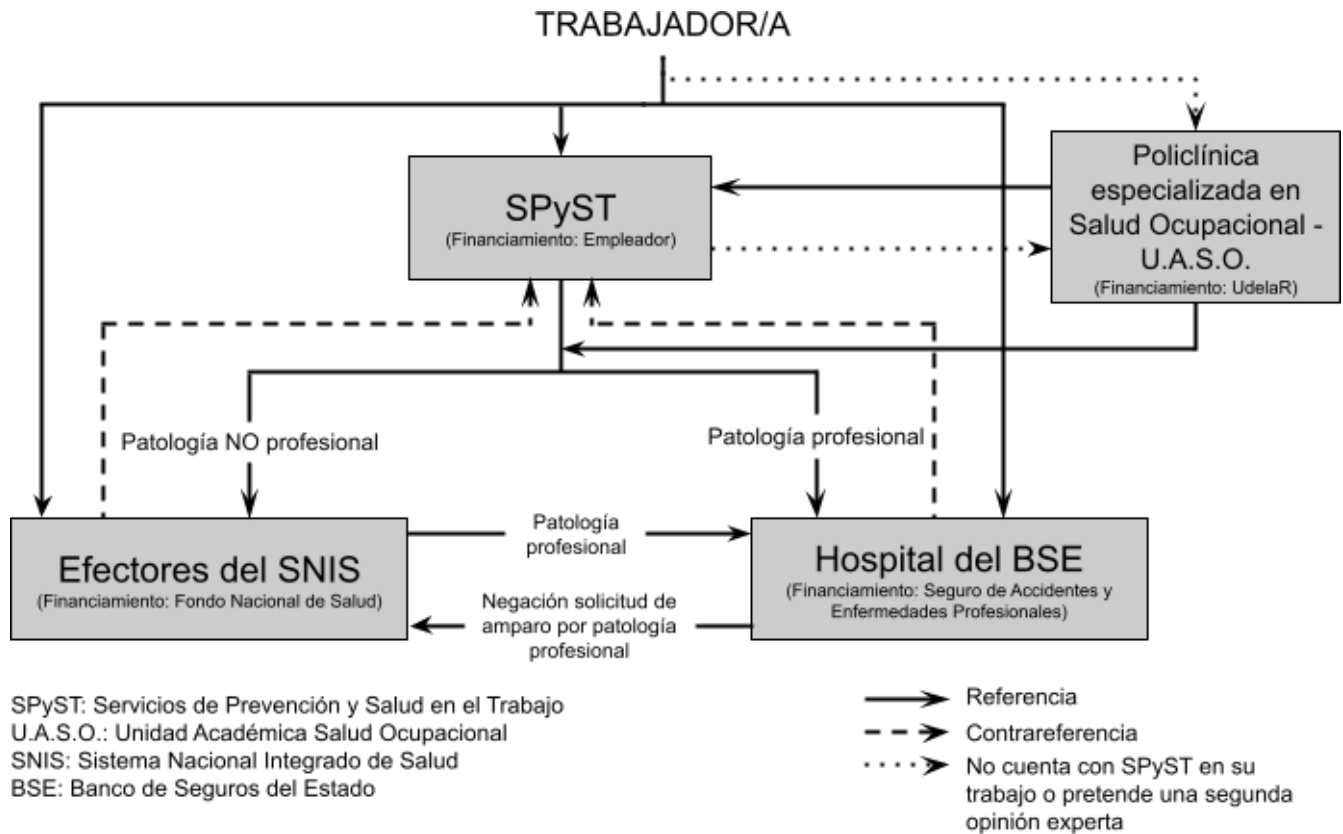 TRABAJADOR/A
SPyST
(Financiamiento: Empleador)
Policlínica
especializada en
Salud Ocupacional -
U.A.S.O.
(Financiamiento: UdelaR)
Patología NO profesional
Patología profesional
Efectores del SNIS
(Financiamiento: Fondo Nacional de Salud)
Patología
profesional
Negación solicitud de
amparo por patología
profesional
Hospital del BSE
(Financiamiento: Seguro de Accidentes y
Enfermedades Profesionales)
SPyST: Servicios de Prevención y Salud en el Trabajo
U.A.S.O.: Unidad Académica Salud Ocupacional
SNIS: Sistema Nacional Integrado de Salud
BSE: Banco de Seguros del Estado
Referencia
Contrareferencia
No cuenta con SPyST en su
trabajo o pretende una segunda
opinión experta